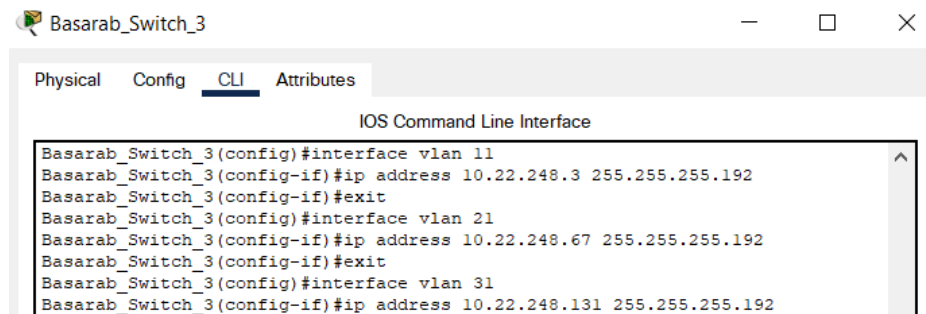 Basarab_Switch_3
Physical Config CLI Attributes
IOS Command Line Interface
Basarab_Switch_3(config)#interface vlan 11
Basarab_Switch_3(config-if)#ip address 10.22.248.3 255.255.255.192
Basarab_Switch_3(config-if)#exit
Basarab_Switch_3(config)#interface vlan 21
Basarab_Switch_3(config-if)#ip address 10.22.248.67 255.255.255.192
Basarab_Switch_3(config-if)#exit
Basarab_Switch_3(config)#interface vlan 31
Basarab_Switch_3(config-if)#ip address 10.22.248.131 255.255.255.192